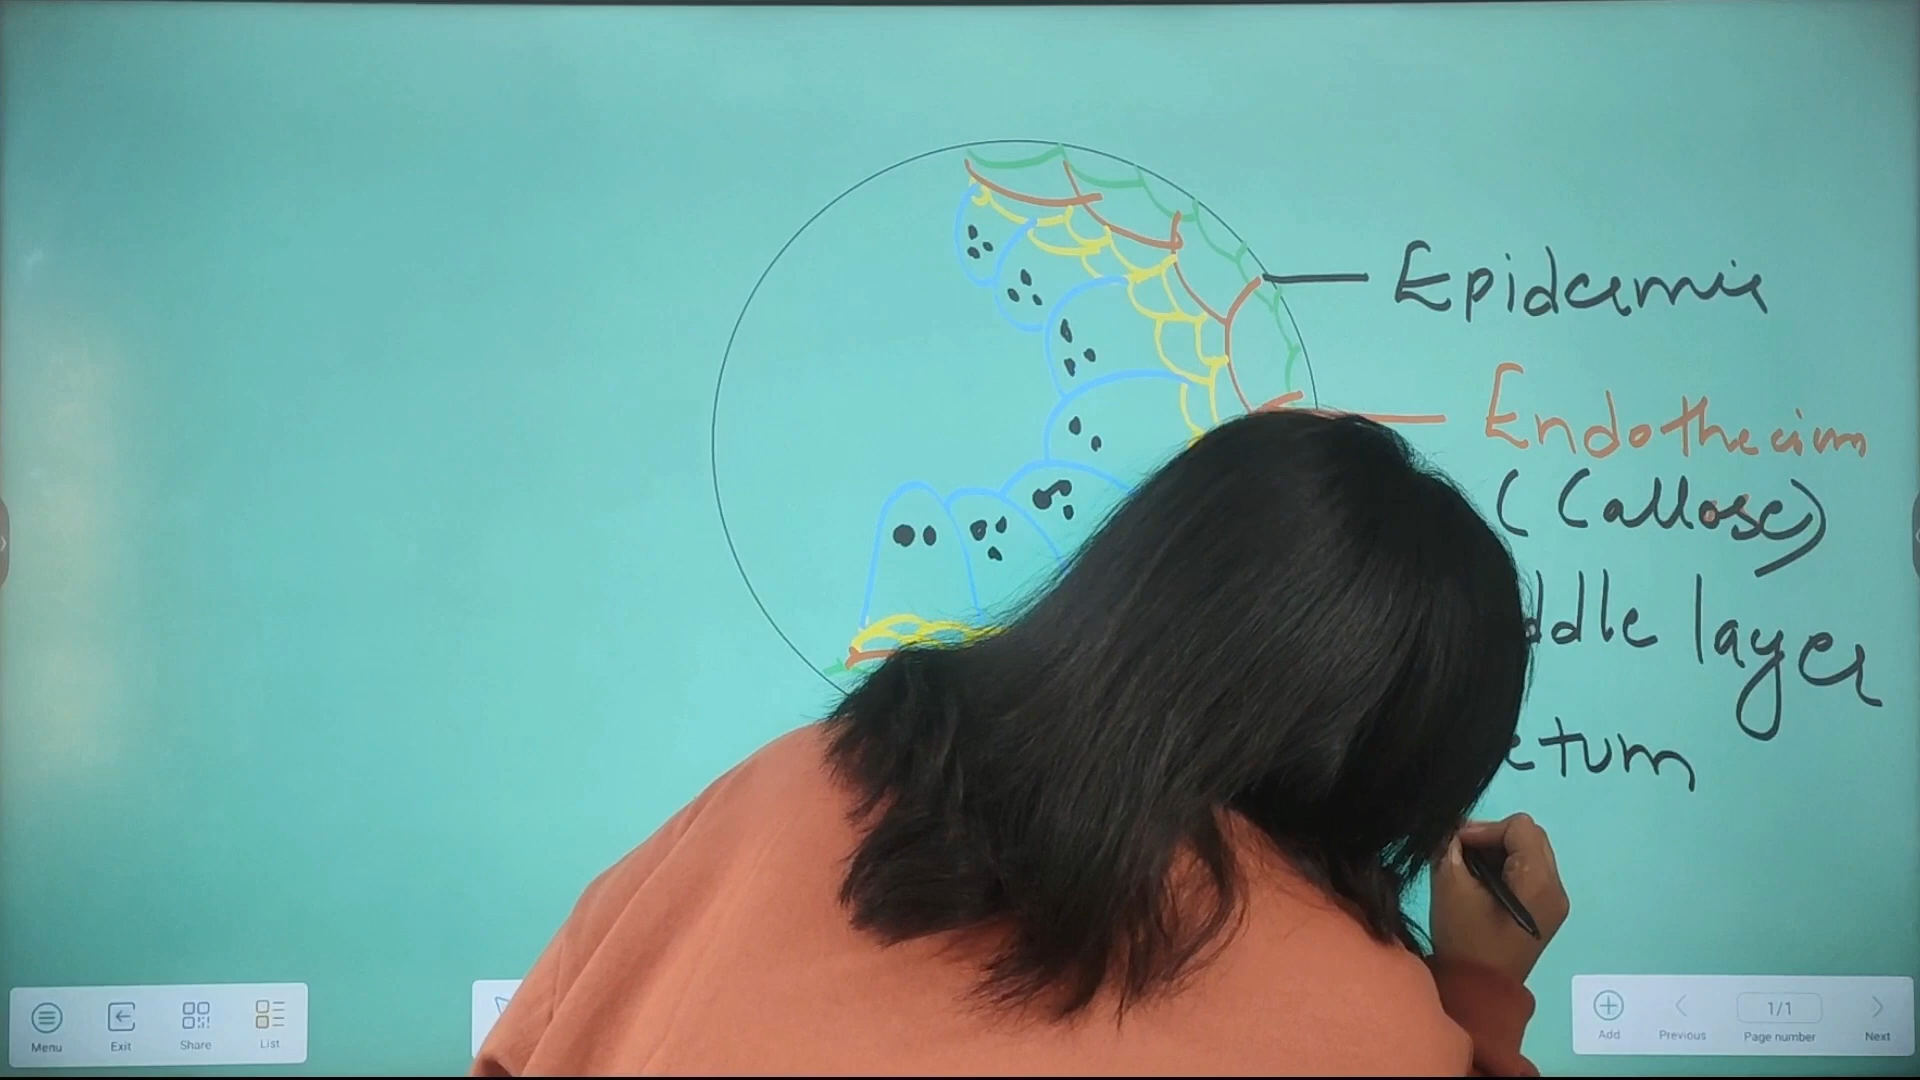 Epidermis
Endothecium
(Callose)
ddle layer
etum
Menu
Exit
Share
List
Add
Previous
1/1
Page number
Next